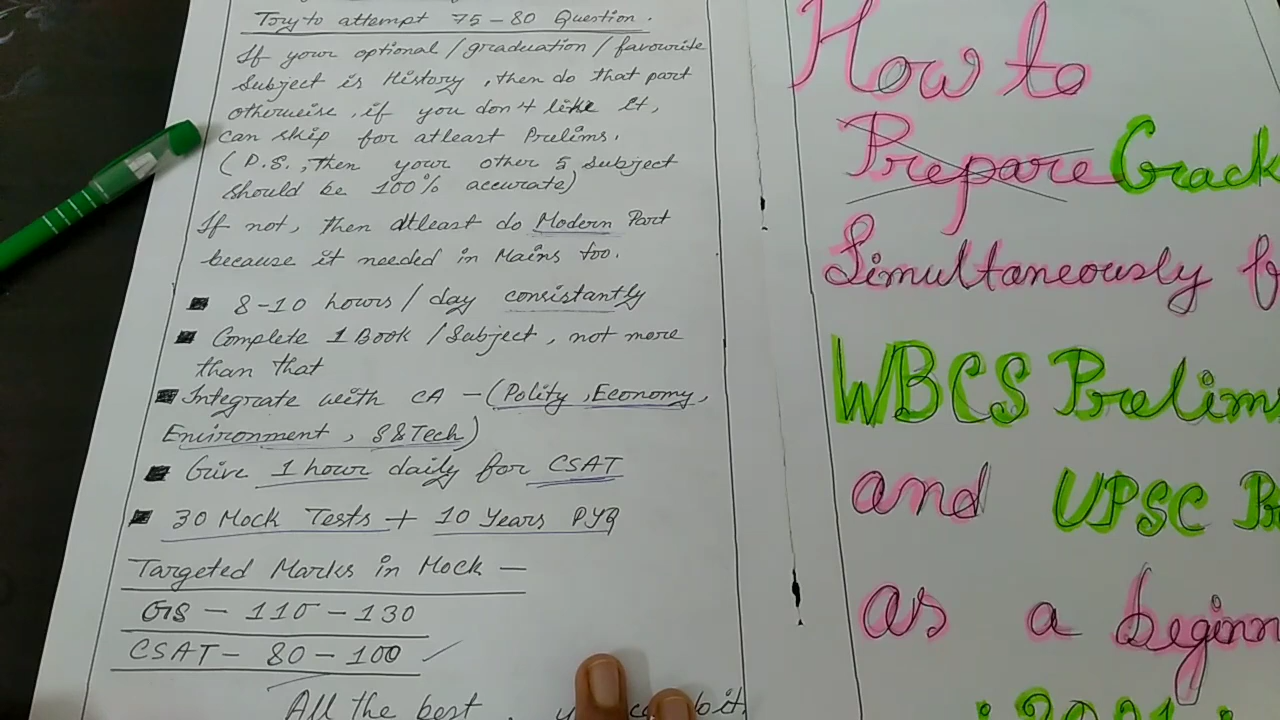 Try to attempt 75-80 Question.
If your optional/graduation/favourite
Subject is History, then do that part
otherweise, if you don't like it,
can skip for atleast Prelims.
(P.S., then your other 5 subject
should be 100% accurate)
If not, then atleast do Modern Part
because it needed in Mains too.
8-10 hours/day consistantly
Complete 1 Book/Subject, not more
than that
Integrate with CA - (Polity, Economy,
Environment, S&Tech)
Give 1 hour daily for CSAT
30 Mock Tests + 10 Years PYQ
Targeted Marks in Mock -
GS - 110-130
CSAT - 80-100
All the best,
How to
Prepare Crack
Simultaneously f
WBCS Prelims
and UPSC Pr
as a beginn
2021